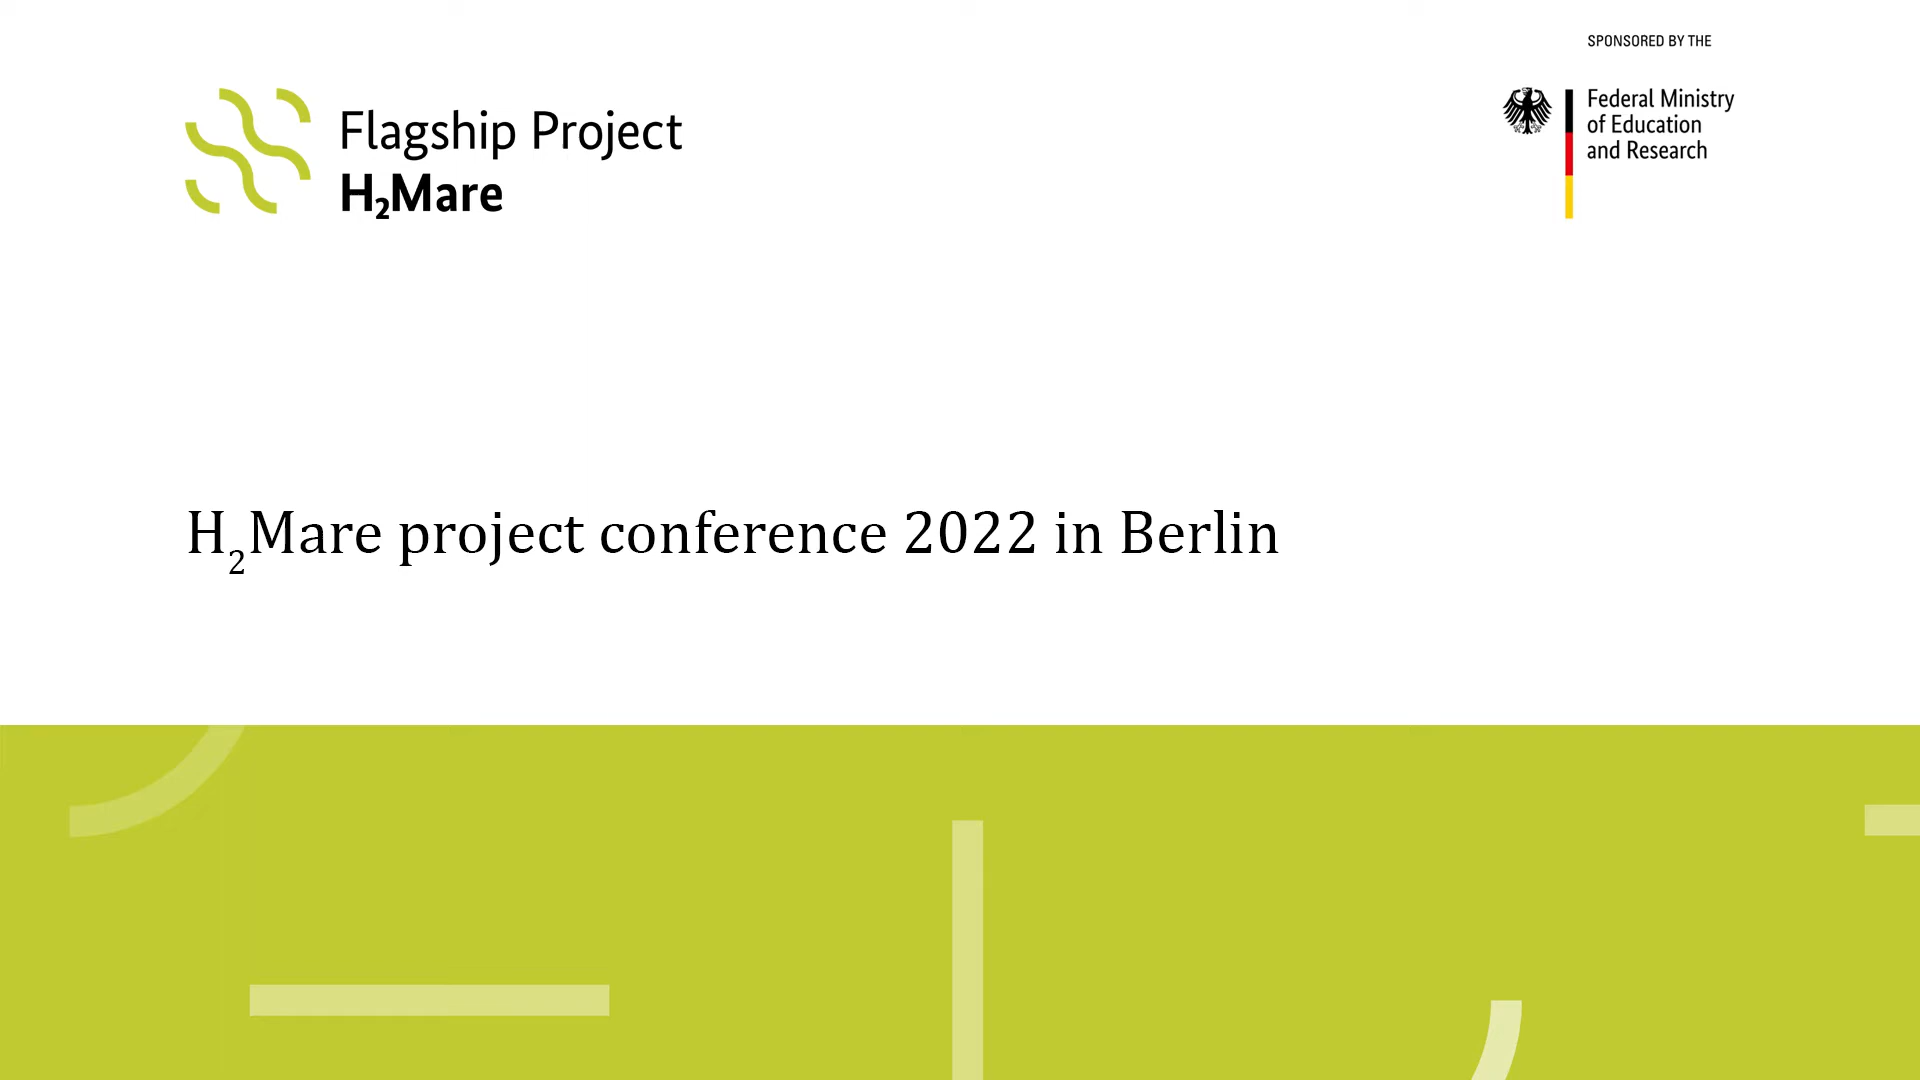 SPONSORED BY THE
Flagship Project
H₂Mare
Federal Ministry
of Education
and Research
H₂Mare project conference 2022 in Berlin